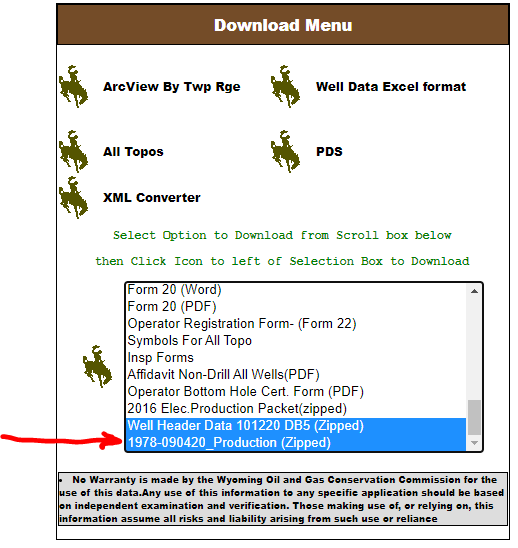 Download Menu
ArcView By Twp Rge
Well Data Excel format
All Topos
PDS
XML Converter
Select Option to Download from Scroll box below
then Click Icon to left of Selection Box to Download
Form 20 (Word)
Form 20 (PDF)
Operator Registration Form- (Form 22)
Symbols For All Topo
Insp Forms
Affidavit Non-Drill All Wells(PDF)
Operator Bottom Hole Cert. Form (PDF)
2016 Elec.Production Packet(zipped)
Well Header Data 101220 DB5 (Zipped)
1978-090420_Production (Zipped)
• No Warranty is made by the Wyoming Oil and Gas Conservation Commission for the
use of this data.Any use of this information to any specific application should be based
on independent examination and verification. Those making use of, or relying on, this
information assume all risks and liability arising from such use or reliance